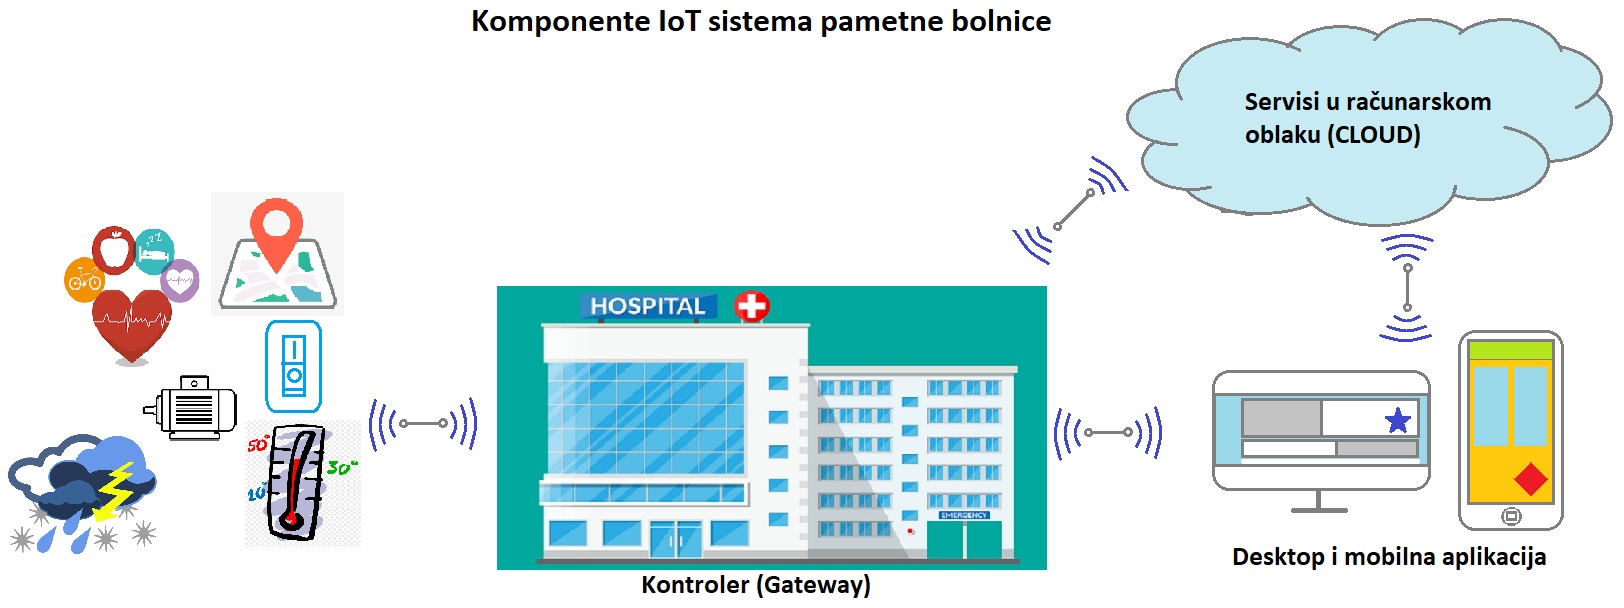 Komponente IoT sistema pametne bolnice
Servisi u računarskom
oblaku (CLOUD)
ZZZ
HOSPITAL
50°
30°
10°
EMERGENCY
Desktop i mobilna aplikacija
Kontroler (Gateway)